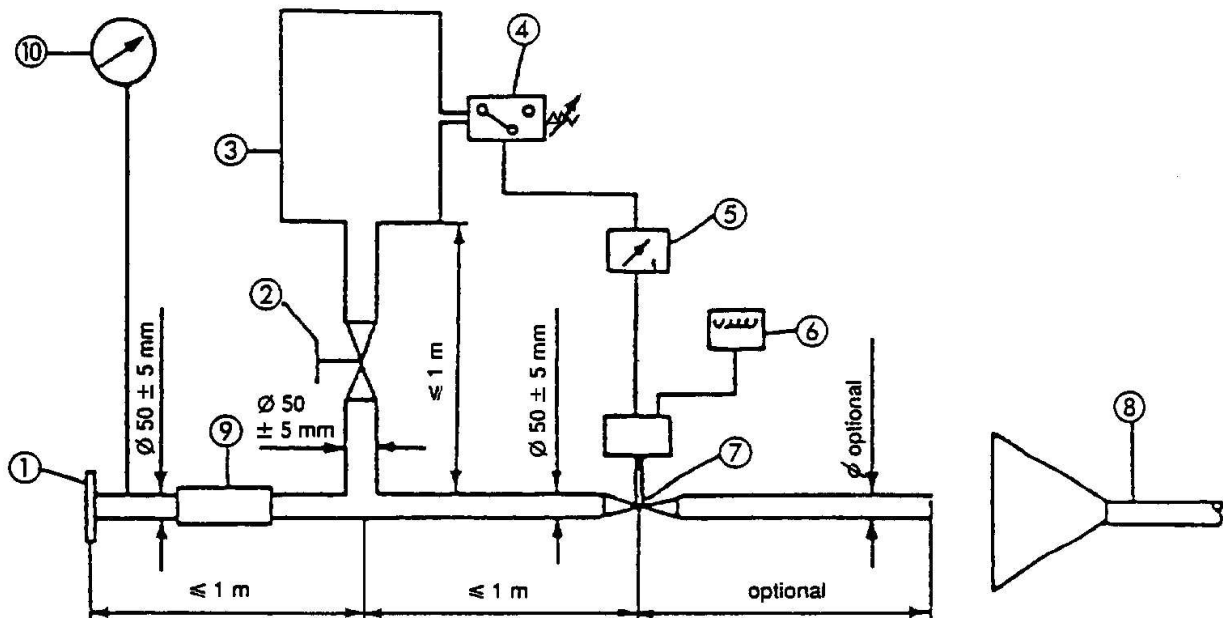 10
4
3
5
2
6
Ø 50 ± 5 mm
≤ 1 m
Ø 50
± 5 mm
Ø 50 ± 5 mm
Ø optional
9
7
8
1
≤ 1 m
≤ 1 m
optional